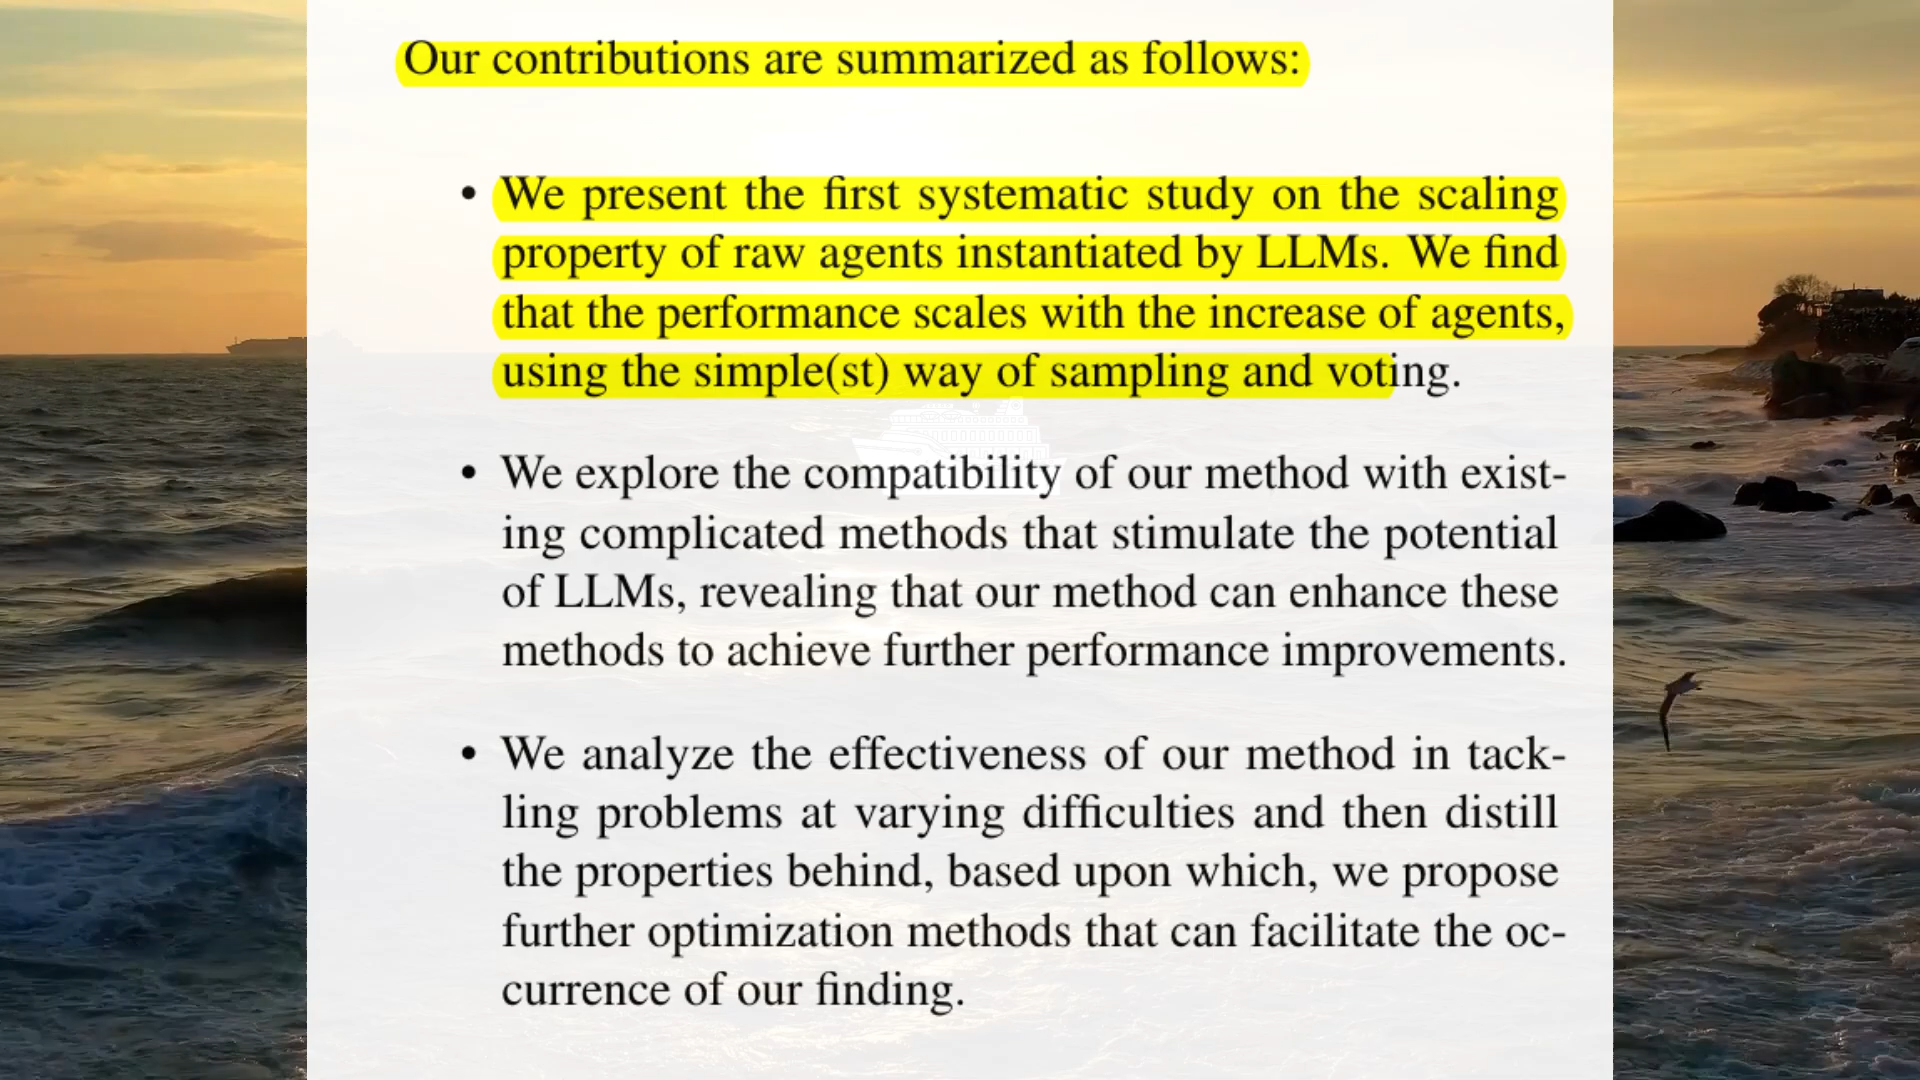 Our contributions are summarized as follows:
• We present the first systematic study on the scaling
property of raw agents instantiated by LLMs. We find
that the performance scales with the increase of agents,
using the simple(st) way of sampling and voting.
• We explore the compatibility of our method with exist-
ing complicated methods that stimulate the potential
of LLMs, revealing that our method can enhance these
methods to achieve further performance improvements.
• We analyze the effectiveness of our method in tack-
ling problems at varying difficulties and then distill
the properties behind, based upon which, we propose
further optimization methods that can facilitate the oc-
currence of our finding.